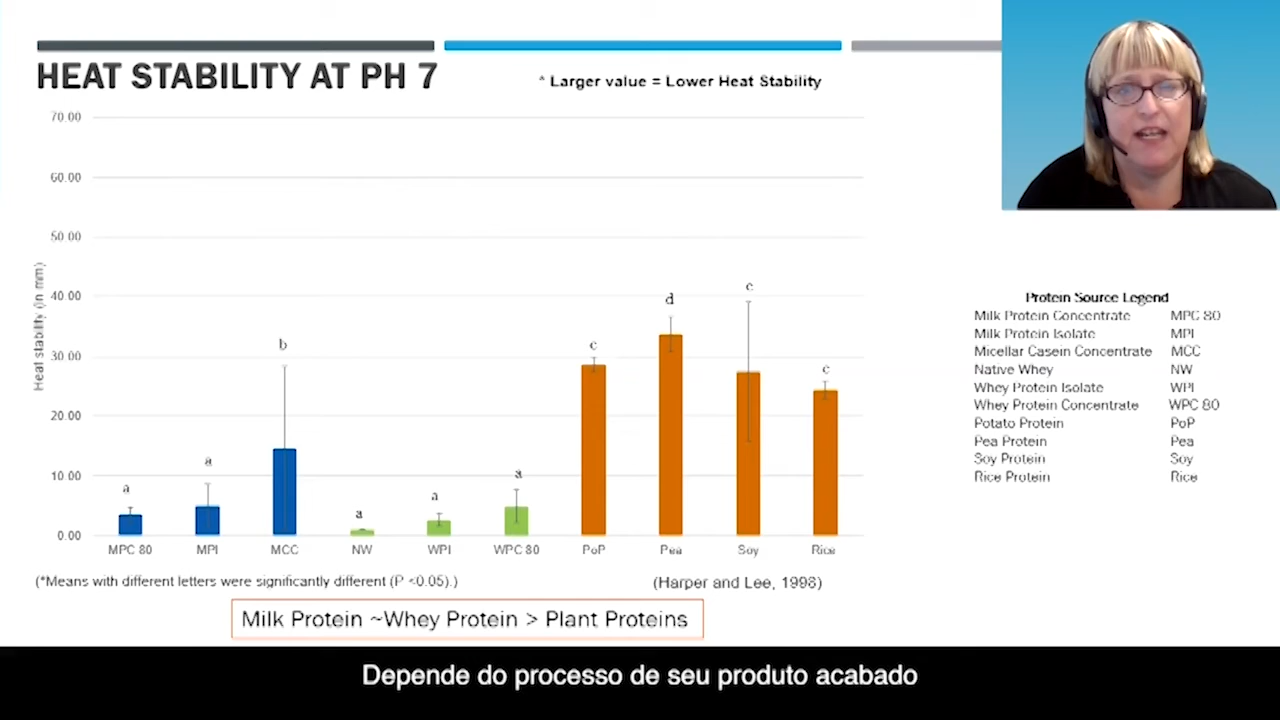 HEAT STABILITY AT PH 7
* Larger value = Lower Heat Stability
70.00
60.00
50.00
40.00
30.00
20.00
10.00
0.00
Heat stability (in mm)
a
a
b
a
a
a
c
d
c
c
MPC 80
MPI
MCC
NW
WPI
WPC 80
PoP
Pea
Soy
Rice
Protein Source Legend
Milk Protein Concentrate MPC 80
Milk Protein Isolate MPI
Micellar Casein Concentrate MCC
Native Whey NW
Whey Protein Isolate WPI
Whey Protein Concentrate WPC 80
Potato Protein PoP
Pea Protein Pea
Soy Protein Soy
Rice Protein Rice
(*Means with different letters were significantly different (P <0.05).)
(Harper and Lee, 1998)
Milk Protein ~Whey Protein > Plant Proteins
Depende do processo de seu produto acabado